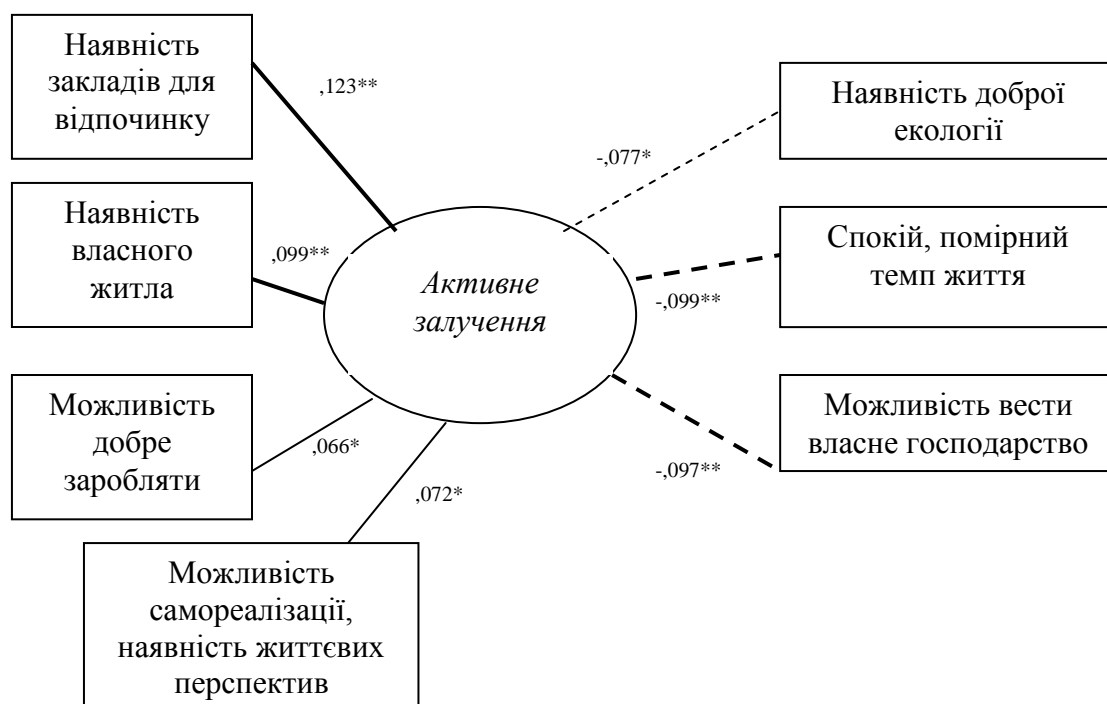 Наявність
закладів для
відпочинку
,123**
Наявність доброї
екології
-,077*
Наявність
власного
житла
,099**
Активне
залучення
Спокій, помірний
темп життя
-,099**
Можливість
добре
заробляти
,066*
Можливість вести
власне господарство
-,097**
,072*
Можливість
самореалізації,
наявність життєвих
перспектив